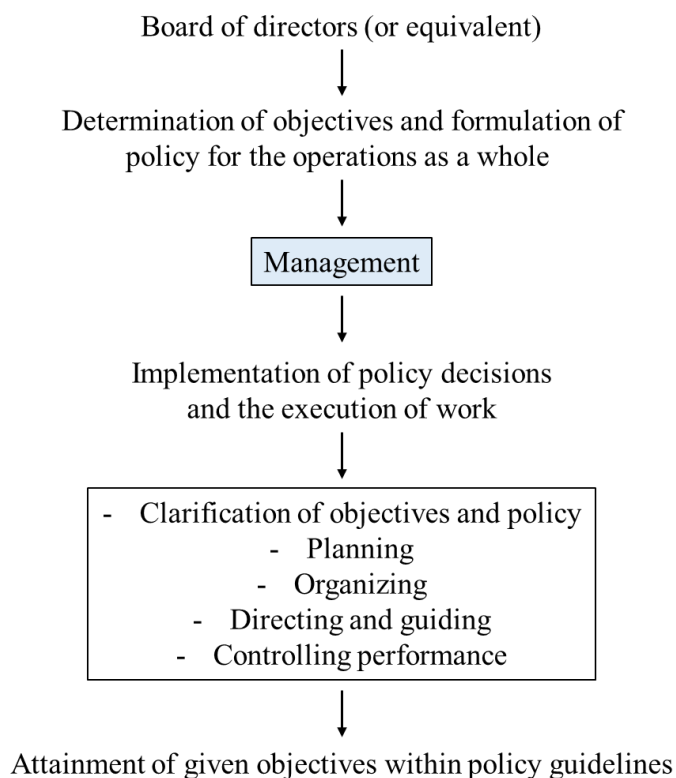 Board of directors (or equivalent)
Determination of objectives and formulation of
policy for the operations as a whole
Management
Implementation of policy decisions
and the execution of work
- Clarification of objectives and policy
- Planning
- Organizing
- Directing and guiding
- Controlling performance
Attainment of given objectives within policy guidelines